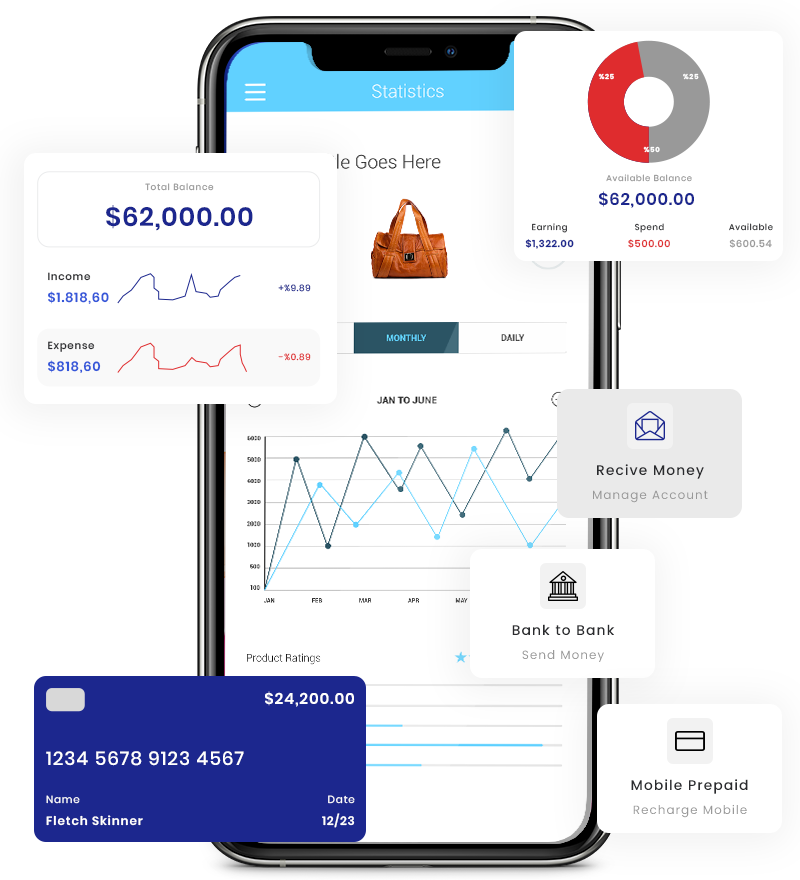 Statistics
le Goes Here
%25
%25
%50
Available Balance
$62,000.00
Earning
Spend
Available
$1,322.00
$500.00
$600.54
Total Balance
$62,000.00
Income
$1.818,60
+%9.89
Expense
$818,60
-%0.89
MONTHLY
DAILY
JAN TO JUNE
6000
5000
4000
3000
2000
1000
500
100
JAN
FEB
MAR
APR
MAY
Recive Money
Manage Account
Bank to Bank
Send Money
Product Ratings
$24,200.00
1234 5678 9123 4567
Name
Date
Fletch Skinner
12/23
Mobile Prepaid
Recharge Mobile